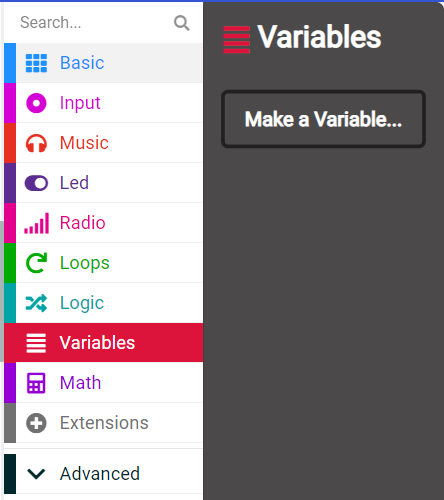 Search...
Basic
Input
Music
Led
Radio
Loops
Logic
Variables
Math
Extensions
Advanced
Variables
Make a Variable...